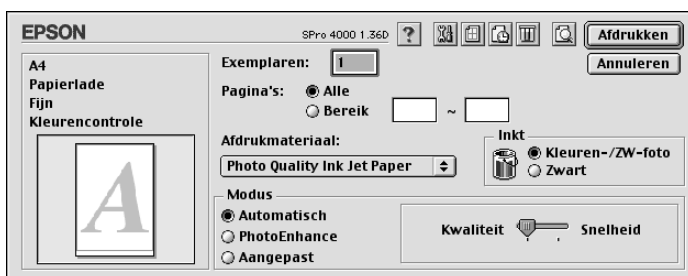 EPSON
SPro 4000 1.36D
?
Afdrukken
Annuleren
A4
Papierlade
Fijn
Kleurencontrole
A
Exemplaren: 1
Pagina's: Alle
Bereik ~
Afdrukmateriaal:
Photo Quality Ink Jet Paper
Inkt
Kleuren-/ZW-foto
Zwart
Modus
Automatisch
PhotoEnhance
Aangepast
Kwaliteit Snelheid